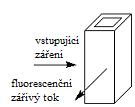 vstupující
záření
fluorescenční
zářivý tok